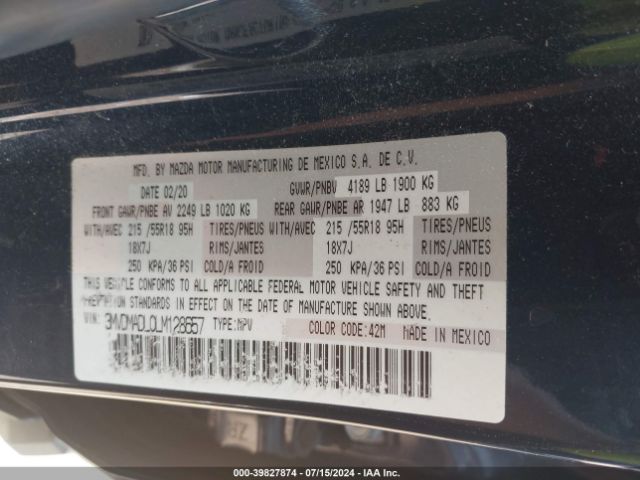 MFD. BY MAZDA MOTOR MANUFACTURING DE MEXICO S.A. DE C.V.
DATE 02/20 GVWR/PNBV 4189 LB 1900 KG
FRONT GAWR/PNBE AV 2249 LB 1020 KG REAR GAWR/PNBE AR 1947 LB 883 KG
WITH/AVEC 215 /55R18 95H TIRES/PNEUS WITH/AVEC 215 /55R18 95H TIRES/PNEUS
18X7J RIMS/JANTES 18X7J RIMS/JANTES
250 KPA/36 PSI COLD/A FROID 250 KPA/36 PSI COLD/A FROID
THIS VEHICLE CONFORMS TO ALL APPLICABLE FEDERAL MOTOR VEHICLE SAFETY AND THEFT
STANDARDS IN EFFECT ON THE DATE OF MANUFACTURE SHOWN ABOVE.
VIN: TYPE:MPV COLOR CODE:42M MADE IN MEXICO
000-39827874 - 07/15/2024 - IAA Inc.